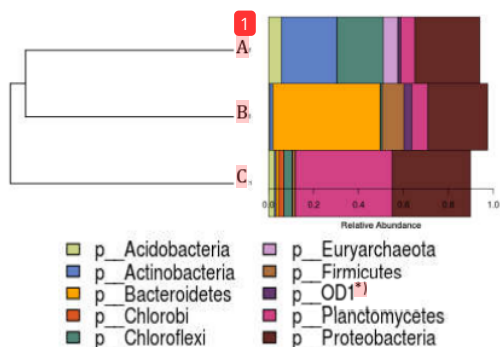 1
A
B
C
0.0 0.2 0.4 0.6 0.8 1.0
Relative Abundance
p__Acidobacteria
p__Actinobacteria
p__Bacteroidetes
p__Chlorobi
p__Chloroflexi
p__Euryarchaeota
p__Firmicutes
p__OD1*)
p__Planctomycetes
p__Proteobacteria